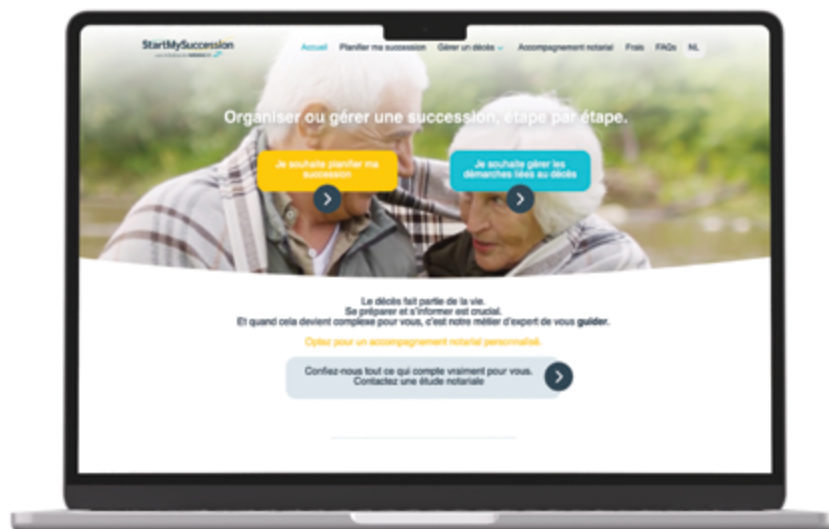 StartMySuccession
Accueil Planifier ma succession Gérer un décès Accompagnement notarial Frais FAQs NL
Organiser ou gérer une succession, étape par étape.
Je souhaite planifier ma
succession
Je souhaite gérer les
démarches liées au décès
Le décès fait partie de la vie.
Se préparer et s'informer est crucial.
Et quand cela devient complexe pour vous, c'est notre métier d'expert de vous guider.
Optez pour un accompagnement notarial personnalisé.
Confiez-nous tout ce qui compte vraiment pour vous.
Contactez une étude notariale